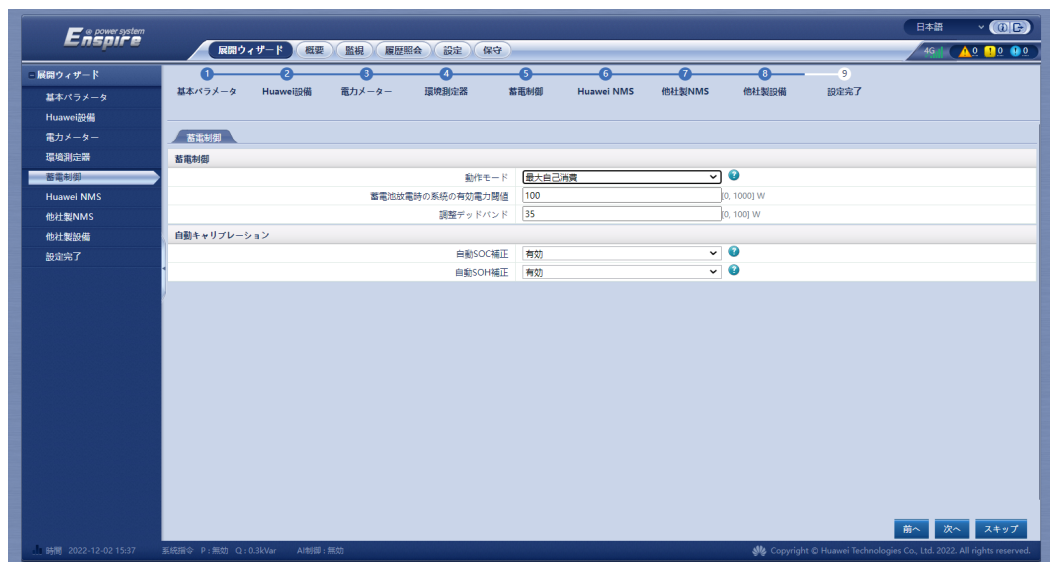 @ power system
Enspire
日本語
展開ウィザード 概要 監視 履歴照会 設定 保守
4G 0 0 0
展開ウィザード
基本パラメータ
Huawei設備
電力メーター
環境測定器
蓄電制御
Huawei NMS
他社製NMS
他社製設備
設定完了
1 2 3 4 5 6 7 8 9
基本パラメータ Huawei設備 電力メーター 環境測定器 蓄電制御 Huawei NMS 他社製NMS 他社製設備 設定完了
蓄電制御
蓄電制御
動作モード 最大自己消費
蓄電池放電時の系統の有効電力閾値 100 [0, 1000] W
調整デッドバンド 35 [0, 100] W
自動キャリブレーション
自動SOC補正 有効
自動SOH補正 有効
前へ 次へ スキップ
時間 2022-12-02 15:37 系統指令 P : 無効 Q : 0.3kVar AI制御 : 無効 Copyright © Huawei Technologies Co., Ltd. 2022. All rights reserved.